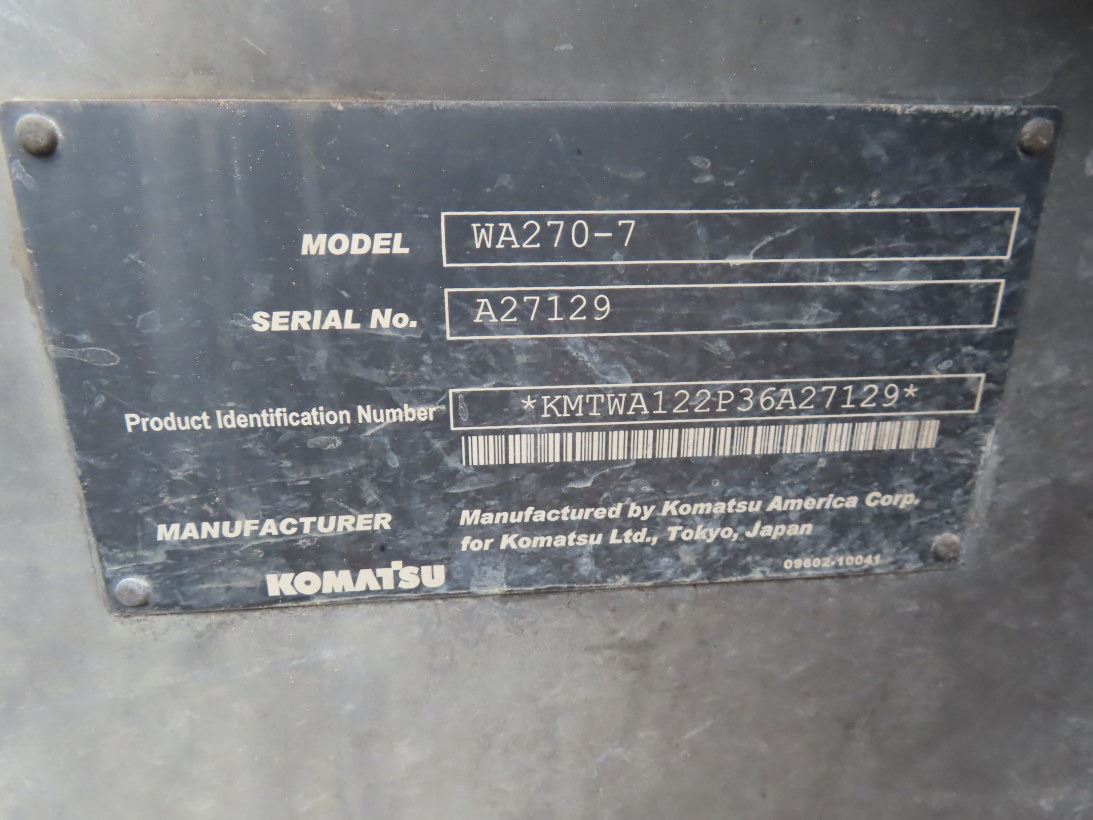 MODEL WA270-7
SERIAL No. A27129
Product Identification Number *KMTWA122P36A27129*
MANUFACTURER Manufactured by Komatsu America Corp.
for Komatsu Ltd., Tokyo, Japan
KOMATSU 09602-10041